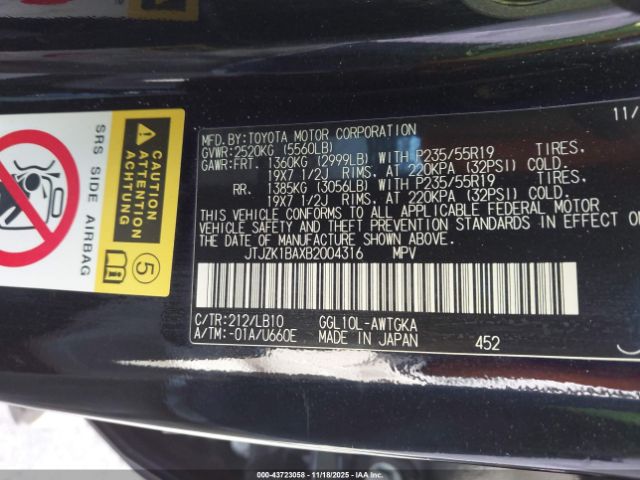 SRS SIDE AIRBAG
CAUTION
ATTENTION
ACHTUNG
5
11/
MFD.BY:TOYOTA MOTOR CORPORATION
GVWR:2520KG (5560LB)
GAWR:FRT. 1360KG (2999LB) WITH P235/55R19 TIRES.
19X7 1/2J RIMS. AT 220KPA (32PSI) COLD.
RR. 1385KG (3056LB) WITH P235/55R19 TIRES.
19X7 1/2J RIMS. AT 220KPA (32PSI) COLD.
THIS VEHICLE CONFORMS TO ALL APPLICABLE FEDERAL MOTOR
VEHICLE SAFETY AND THEFT PREVENTION STANDARDS IN EFFECT O
THE DATE OF MANUFACTURE SHOWN ABOVE.
JTJZK1BAXB2004316 MPV
C/TR:212/LB10 GGL10L-AWTGKA
A/TM:-01A/U660E MADE IN JAPAN 452
000-43723058 - 11/18/2025 - IAA Inc.